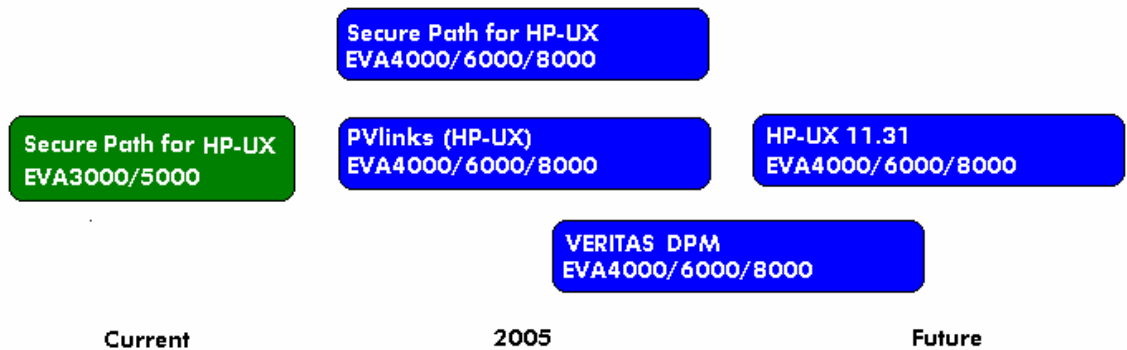 Secure Path for HP-UX
EVA4000/6000/8000
Secure Path for HP-UX
EVA3000/5000
PVlinks (HP-UX)
EVA4000/6000/8000
HP-UX 11.31
EVA4000/6000/8000
VERITAS DPM
EVA4000/6000/8000
Current
2005
Future